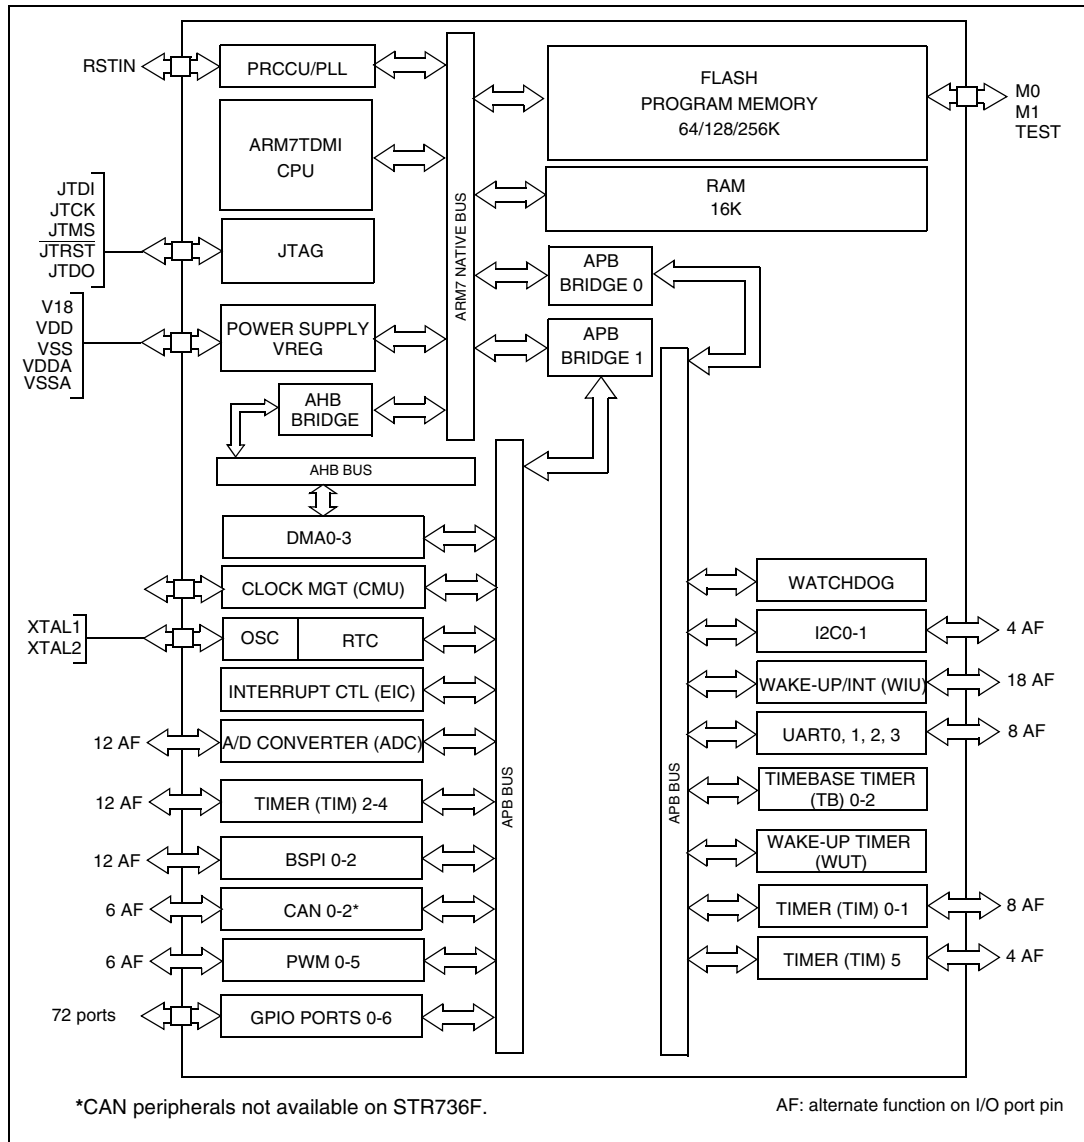 RSTIN
PRCCU/PLL
FLASH
PROGRAM MEMORY
64/128/256K
M0
M1
TEST
ARM7TDMI
CPU
RAM
16K
JTDI
JTCK
JTMS
JTRST
JTDO
JTAG
ARM7 NATIVE BUS
APB
BRIDGE 0
V18
VDD
VSS
VDDA
VSSA
POWER SUPPLY
VREG
APB
BRIDGE 1
AHB
BRIDGE
AHB BUS
DMA0-3
CLOCK MGT (CMU)
XTAL1
XTAL2
OSC
RTC
INTERRUPT CTL (EIC)
12 AF
A/D CONVERTER (ADC)
12 AF
TIMER (TIM) 2-4
12 AF
BSPI 0-2
6 AF
CAN 0-2*
6 AF
PWM 0-5
72 ports
GPIO PORTS 0-6
APB BUS
APB BUS
WATCHDOG
I2C0-1
4 AF
WAKE-UP/INT (WIU)
18 AF
UART0, 1, 2, 3
8 AF
TIMEBASE TIMER
(TB) 0-2
WAKE-UP TIMER
(WUT)
TIMER (TIM) 0-1
8 AF
TIMER (TIM) 5
4 AF
*CAN peripherals not available on STR736F.
AF: alternate function on I/O port pin